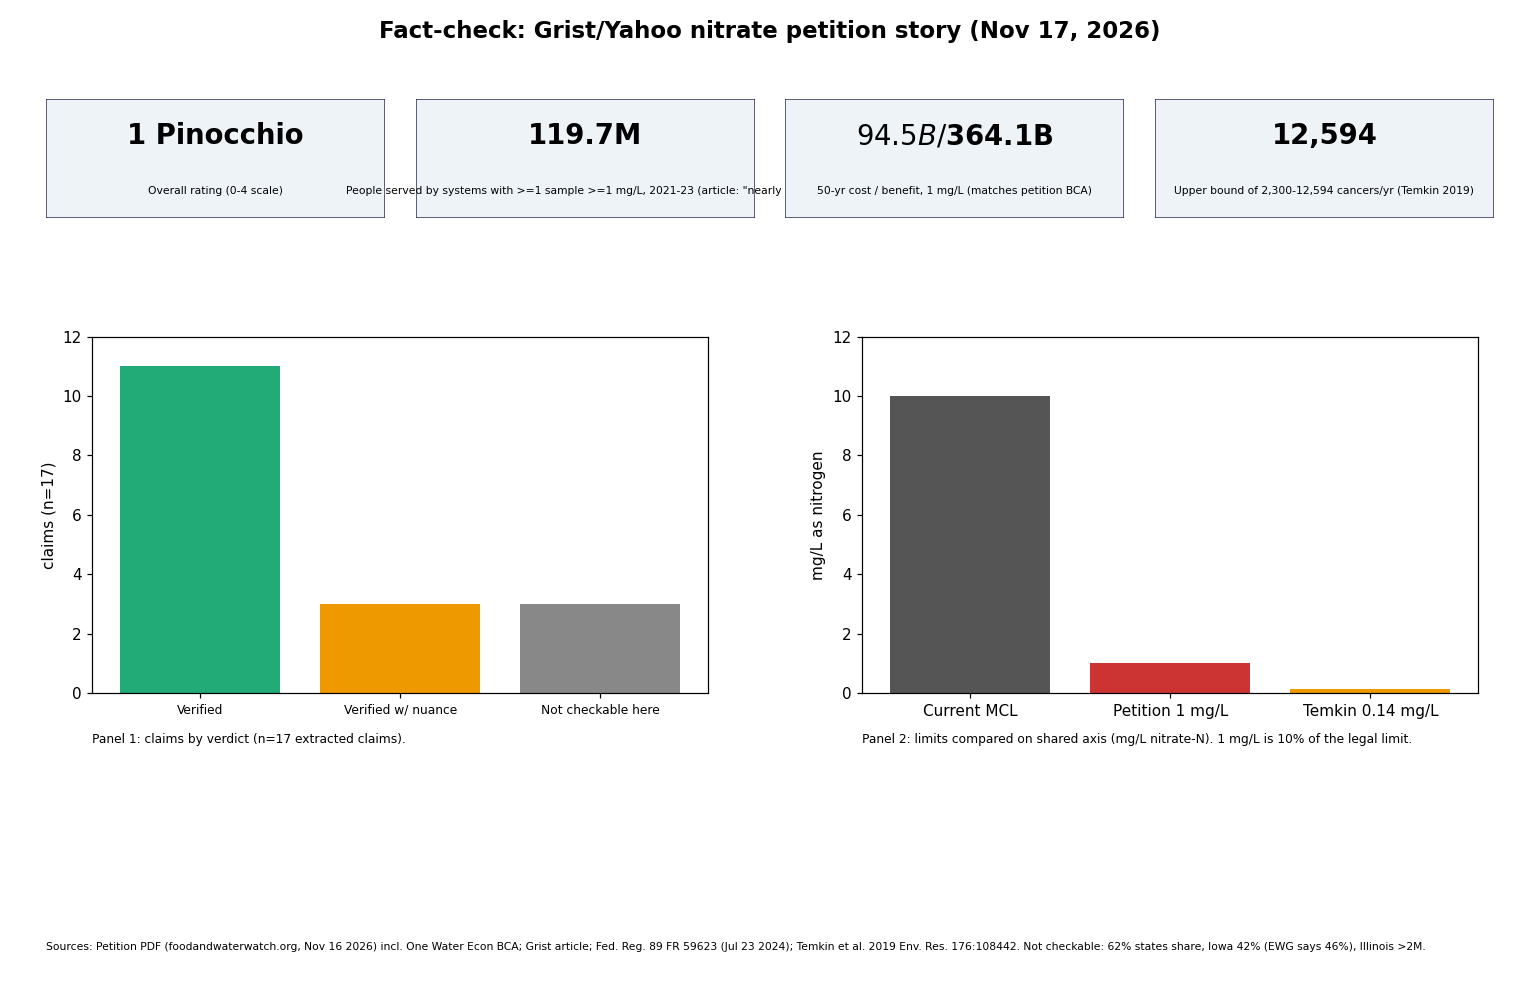 Fact-check: Grist/Yahoo nitrate petition story (Nov 17, 2026)
1 Pinocchio
Overall rating (0-4 scale)
119.7M
People served by systems with >=1 sample >=1 mg/L, 2021-23 (article: "nearly
94.5B/364.1B
50-yr cost / benefit, 1 mg/L (matches petition BCA)
12,594
Upper bound of 2,300-12,594 cancers/yr (Temkin 2019)
claims (n=17)
12
10
8
6
4
2
0
Verified
Verified w/ nuance
Not checkable here
Panel 1: claims by verdict (n=17 extracted claims).
mg/L as nitrogen
12
10
8
6
4
2
0
Current MCL
Petition 1 mg/L
Temkin 0.14 mg/L
Panel 2: limits compared on shared axis (mg/L nitrate-N). 1 mg/L is 10% of the legal limit.
Sources: Petition PDF (foodandwaterwatch.org, Nov 16 2026) incl. One Water Econ BCA; Grist article; Fed. Reg. 89 FR 59623 (Jul 23 2024); Temkin et al. 2019 Env. Res. 176:108442. Not checkable: 62% states share, Iowa 42% (EWG says 46%), Illinois >2M.